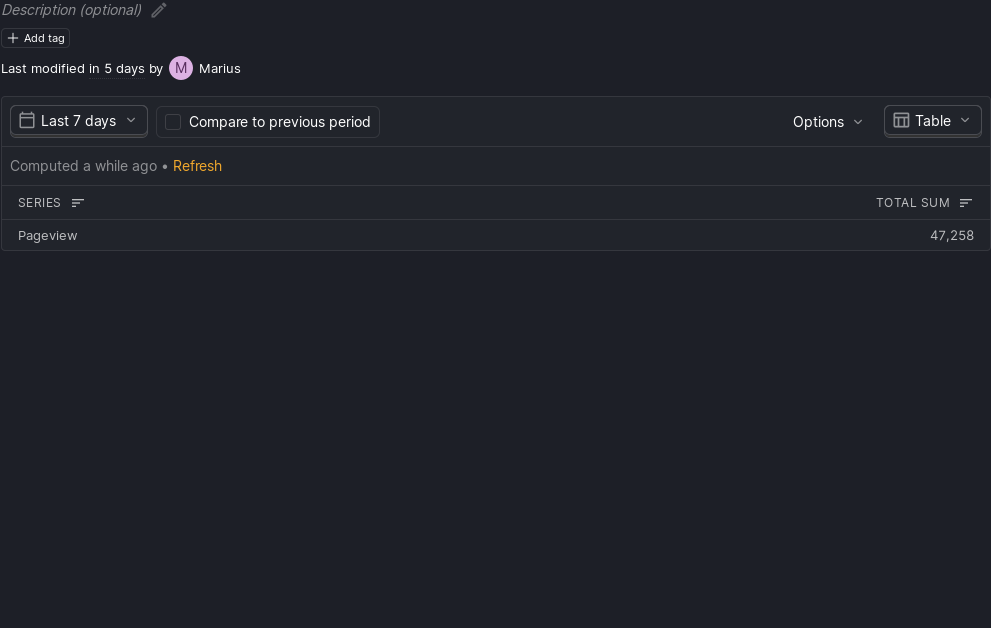 Description (optional)
Add tag
Last modified in 5 days by M Marius
Last 7 days Compare to previous period Options Table
Computed a while ago • Refresh
SERIES TOTAL SUM
Pageview 47,258